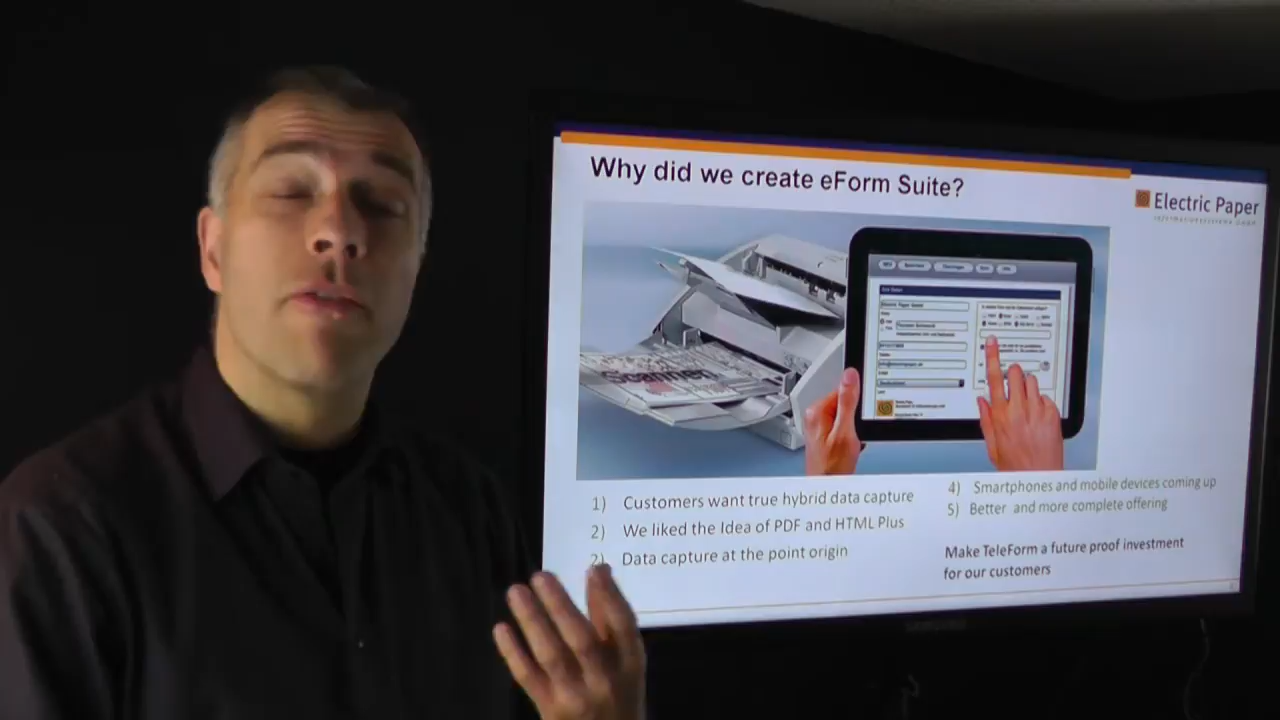 Why did we create eForm Suite?
Electric Paper
Scannen
1) Customers want true hybrid data capture
2) We liked the Idea of PDF and HTML Plus
2) Data capture at the point origin
4) Smartphones and mobile devices coming up
5) Better and more complete offering
Make TeleForm a future proof investment
for our customers